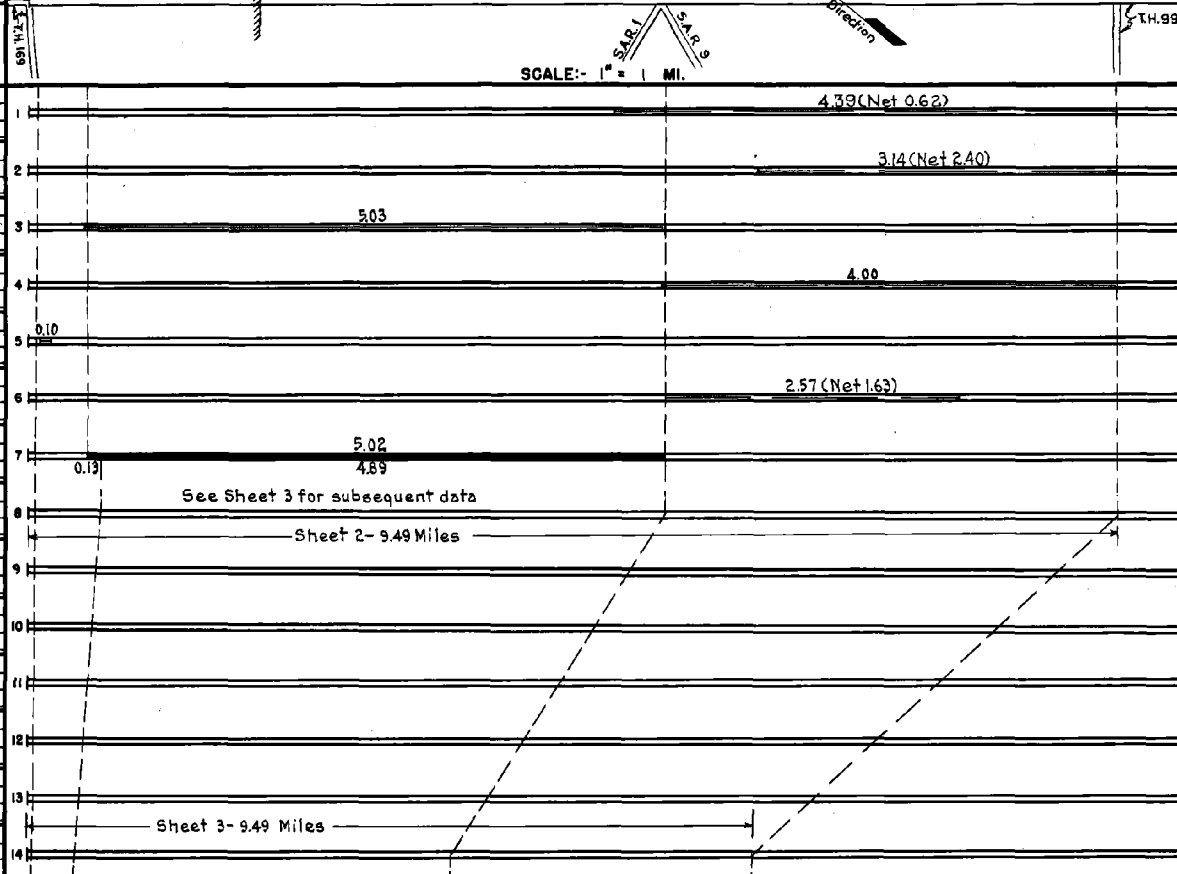 T.H. 169
S.A.R. 1
S.A.R. 9
Direction
T.H. 99
SCALE:- 1" = 1 MI.
1 4.39 (Net 0.62)
2 3.14 (Net 2.40)
3 5.03
4 4.00
5 0.10
6 2.57 (Net 1.63)
7 5.02
0.13 4.89
See Sheet 3 for subsequent data
8
Sheet 2- 9.49 Miles
9
10
11
12
13
Sheet 3- 9.49 Miles
14